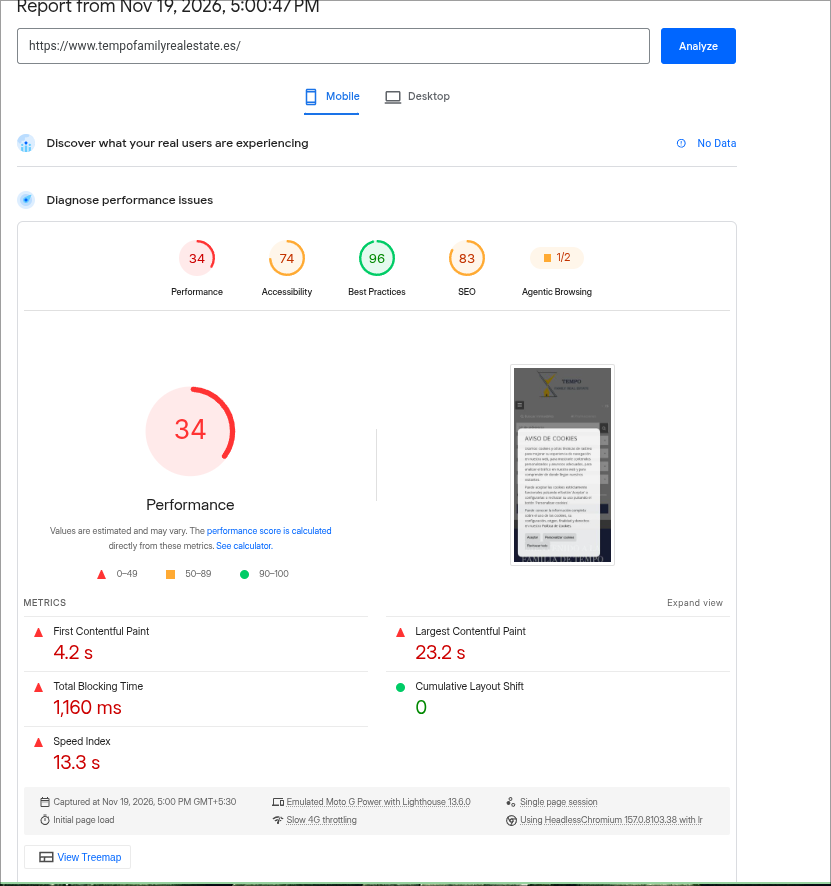 Report from Nov 19, 2026, 5:00:47 PM
https://www.tempofamilyrealestate.es/
Analyze
Mobile
Desktop
Discover what your real users are experiencing
No Data
Diagnose performance issues
34
74
96
83
1/2
Performance
Accessibility
Best Practices
SEO
Agentic Browsing
34
Performance
Values are estimated and may vary. The performance score is calculated
directly from these metrics. See calculator.
0–49
50–89
90–100
TEMPO
AVISO DE COOKIES
METRICS
Expand view
First Contentful Paint
4.2 s
Largest Contentful Paint
23.2 s
Total Blocking Time
1,160 ms
Cumulative Layout Shift
0
Speed Index
13.3 s
Captured at Nov 19, 2026, 5:00 PM GMT+5:30
Emulated Moto G Power with Lighthouse 13.6.0
Single page session
Initial page load
Slow 4G throttling
Using HeadlessChromium 157.0.8103.38 with lr
View Treemap